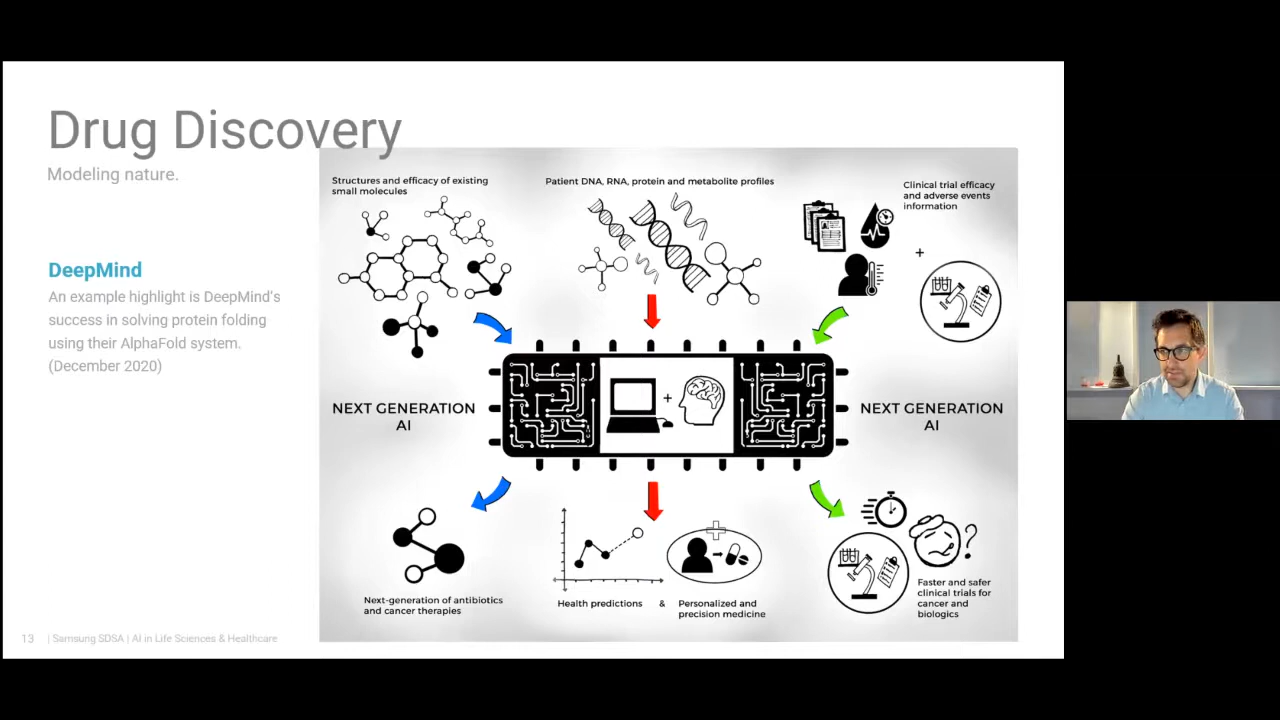 Drug Discovery
Modeling nature.
DeepMind
An example highlight is DeepMind's
success in solving protein folding
using their AlphaFold system.
(December 2020)
Structures and efficacy of existing
small molecules
Patient DNA, RNA, protein and metabolite profiles
Clinical trial efficacy
and adverse events
information
+
NEXT GENERATION
AI
+
NEXT GENERATION
AI
Next-generation of antibiotics
and cancer therapies
Health predictions
&
Personalized and
precision medicine
?
Faster and safer
clinical trials for
cancer and
biologics
13 | Samsung SDSA | AI in Life Sciences & Healthcare